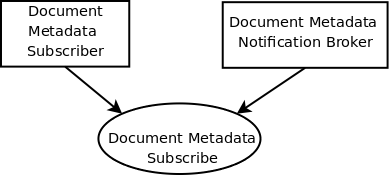 Document
Metadata
Subscriber
Document Metadata
Notification Broker
Document Metadata
Subscribe